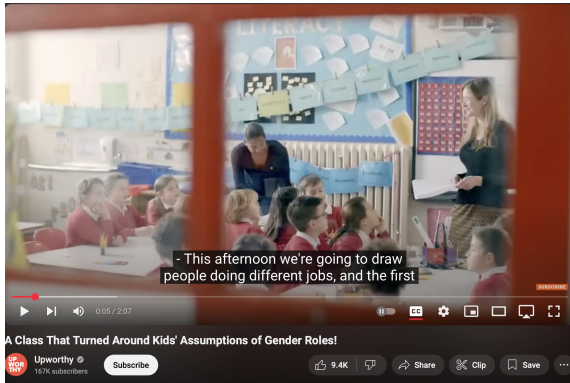 LITERACY
- This afternoon we're going to draw
people doing different jobs, and the first
SUBSCRIBE
0:05 / 2:07
CC
A Class That Turned Around Kids' Assumptions of Gender Roles!
UP
WOR
THY
Upworthy
167K subscribers
Subscribe
9.4K
Share
Clip
Save